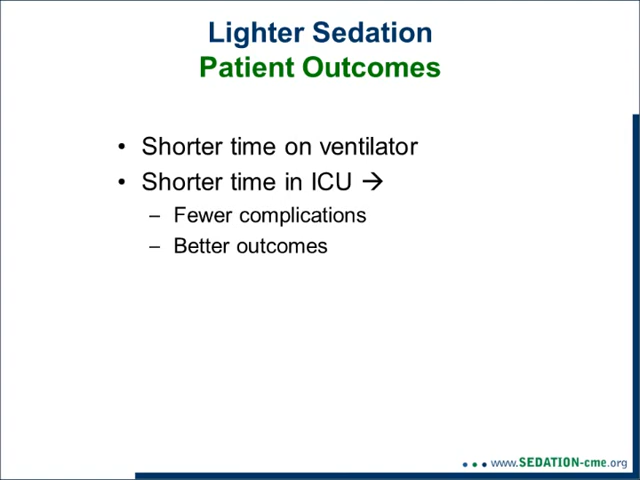 Lighter Sedation
Patient Outcomes
• Shorter time on ventilator
• Shorter time in ICU →
– Fewer complications
– Better outcomes
www.SEDATION-cme.org